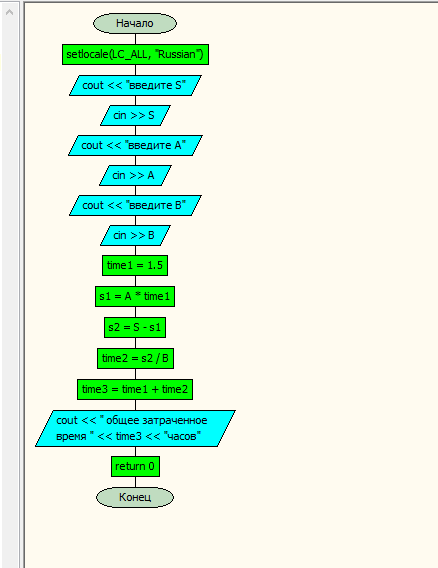 Начало
setlocale(LC_ALL, "Russian")
cout << "введите S"
cin >> S
cout << "введите A"
cin >> A
cout << "введите B"
cin >> B
time1 = 1.5
s1 = A * time1
s2 = S - s1
time2 = s2 / B
time3 = time1 + time2
cout << " общее затраченное
время " << time3 << "часов"
return 0
Конец